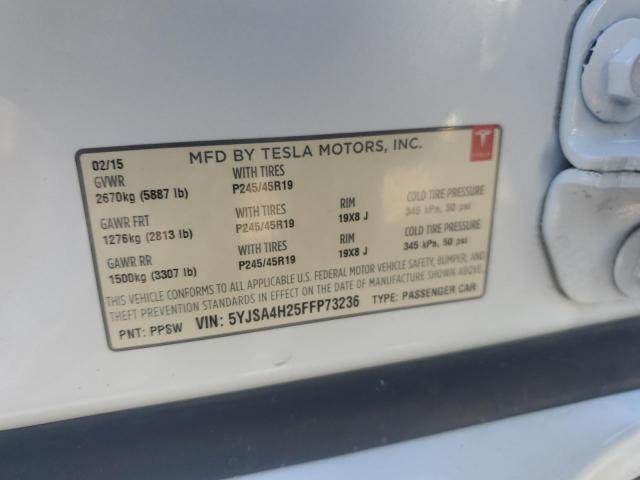 02/15 MFD BY TESLA MOTORS, INC. TESLA
GVWR WITH TIRES
2670kg (5887 lb) P245/45R19
GAWR FRT WITH TIRES RIM COLD TIRE PRESSURE
1276kg (2813 lb) P245/45R19 19X8 J 345 kPa, 50 psi
GAWR RR WITH TIRES RIM COLD TIRE PRESSURE
1500kg (3307 lb) P245/45R19 19X8 J 345 kPa, 50 psi
THIS VEHICLE CONFORMS TO ALL APPLICABLE U.S. FEDERAL MOTOR VEHICLE SAFETY, BUMPER, AND
THEFT PREVENTION STANDARDS IN EFFECT ON THE DATE OF MANUFACTURE SHOWN ABOVE.
PNT: PPSW VIN: 5YJSA4H25FFP73236 TYPE: PASSENGER CAR